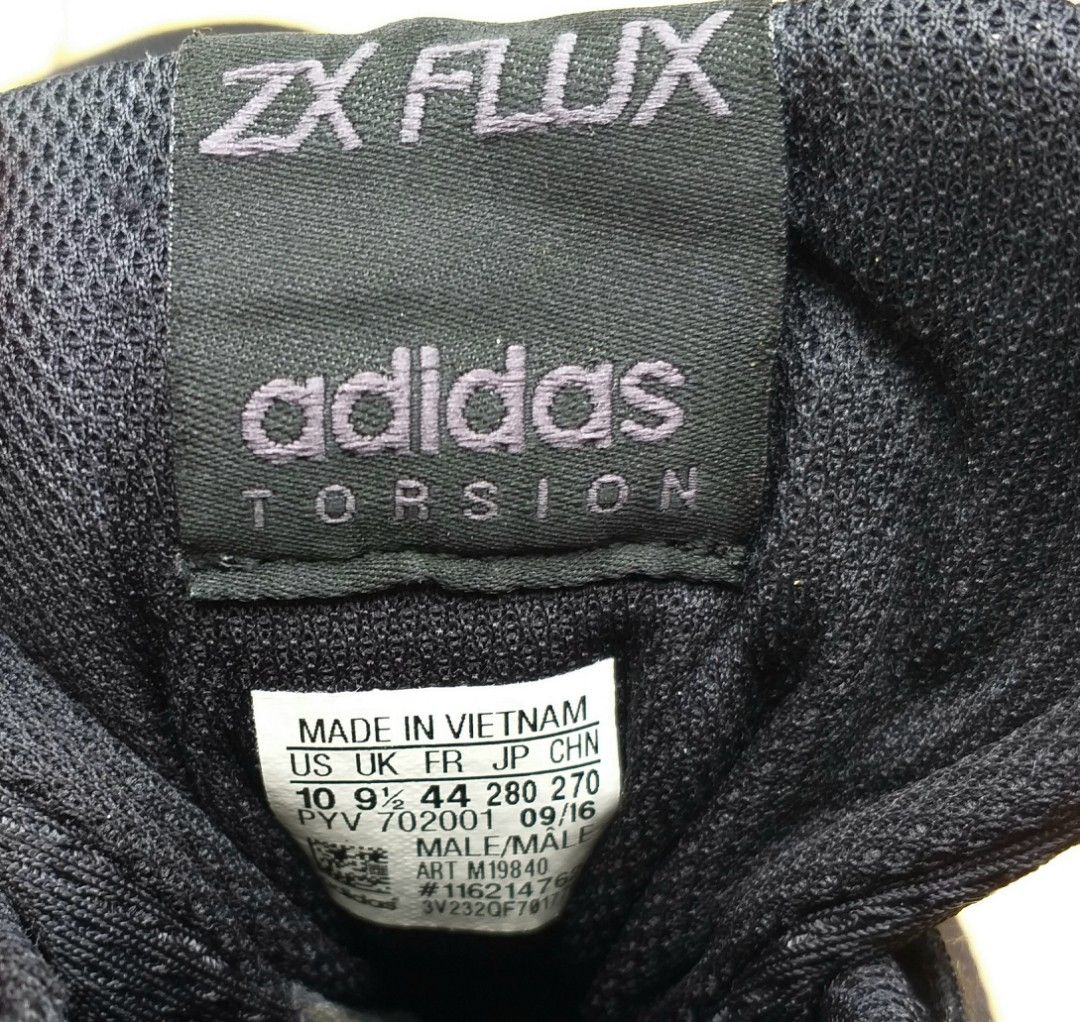 ZX FLUX
adidas
TORSION
MADE IN VIETNAM
US UK FR JP CHN
10 9½ 44 280 270
PYV 702001 09/16
MALE/MÂLE
ART M19840
adidas